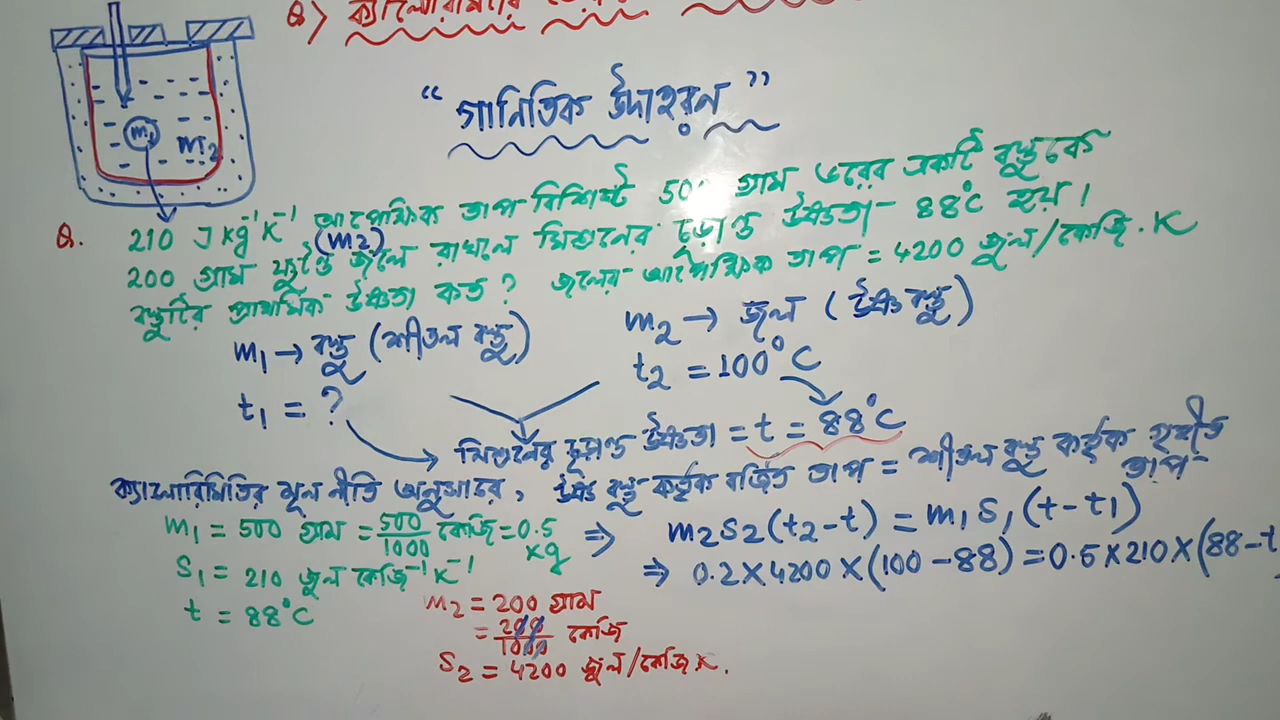 Q>
"গানিতিক উদাহরন"
m₁
m₂
Q. 210 J kg⁻¹ K⁻¹ আপেক্ষিক তাপ বিশিষ্ট 500 গ্রাম ভরের একটি বস্তুকে
(m₂)
200 গ্রাম ফুটন্ত জলে রাখলে মিশ্রনের চূড়ান্ত উষ্ণতা 88°C হয়।
বস্তুটির প্রাথমিক উষ্ণতা কত? জলের আপেক্ষিক তাপ = 4200 জুল/কেজি.K
m₁ → বস্তু (শীতল বস্তু)
m₂ → জল (উষ্ণ বস্তু)
t₁ = ?
t₂ = 100°C
মিশ্রনের চূড়ান্ত উষ্ণতা = t = 88°C
ক্যালোরিমিতির মূল নীতি অনুসারে, উষ্ণ বস্তু কর্তৃক বর্জিত তাপ = শীতল বস্তু কর্তৃক গৃহীত
তাপ
m₁ = 500 গ্রাম = 500/1000 কেজি = 0.5 kg
⇒ m₂s₂(t₂-t) = m₁s₁(t-t₁)
s₁ = 210 জুল কেজি⁻¹ K⁻¹
⇒ 0.2×4200×(100-88) = 0.5×210×(88-t
t = 88°C
m₂ = 200 গ্রাম
= 200/1000 কেজি
s₂ = 4200 জুল/কেজি K.